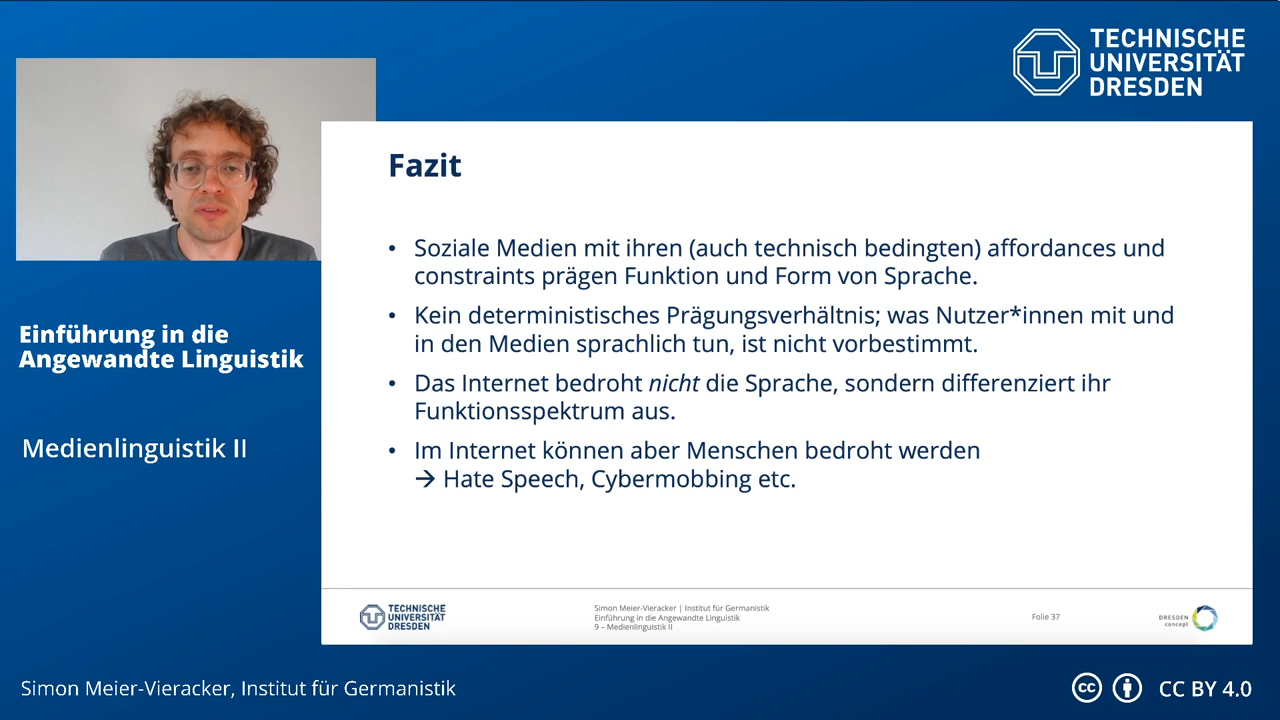 TECHNISCHE
UNIVERSITÄT
DRESDEN
Fazit
• Soziale Medien mit ihren (auch technisch bedingten) affordances und
constraints prägen Funktion und Form von Sprache.
• Kein deterministisches Prägungsverhältnis; was Nutzer*innen mit und
in den Medien sprachlich tun, ist nicht vorbestimmt.
• Das Internet bedroht nicht die Sprache, sondern differenziert ihr
Funktionsspektrum aus.
• Im Internet können aber Menschen bedroht werden
→ Hate Speech, Cybermobbing etc.
Einführung in die
Angewandte Linguistik
Medienlinguistik II
TECHNISCHE
UNIVERSITÄT
DRESDEN
Simon Meier-Vieracker | Institut für Germanistik
Einführung in die Angewandte Linguistik
9 – Medienlinguistik II
Folie 37
DRESDEN
concept
Simon Meier-Vieracker, Institut für Germanistik
cc
CC BY 4.0